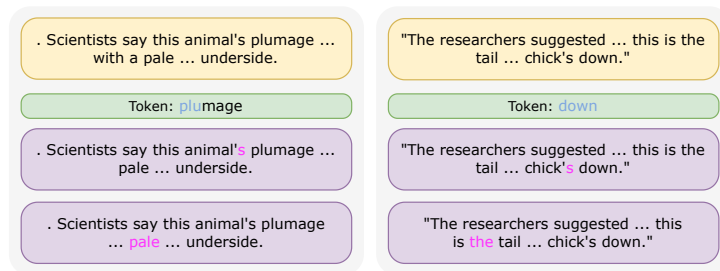 . Scientists say this animal's plumage ...
with a pale ... underside.
Token: plumage
. Scientists say this animal's plumage ...
pale ... underside.
. Scientists say this animal's plumage
... pale ... underside.
"The researchers suggested ... this is the
tail ... chick's down."
Token: down
"The researchers suggested ... this is the
tail ... chick's down."
"The researchers suggested ... this
is the tail ... chick's down."